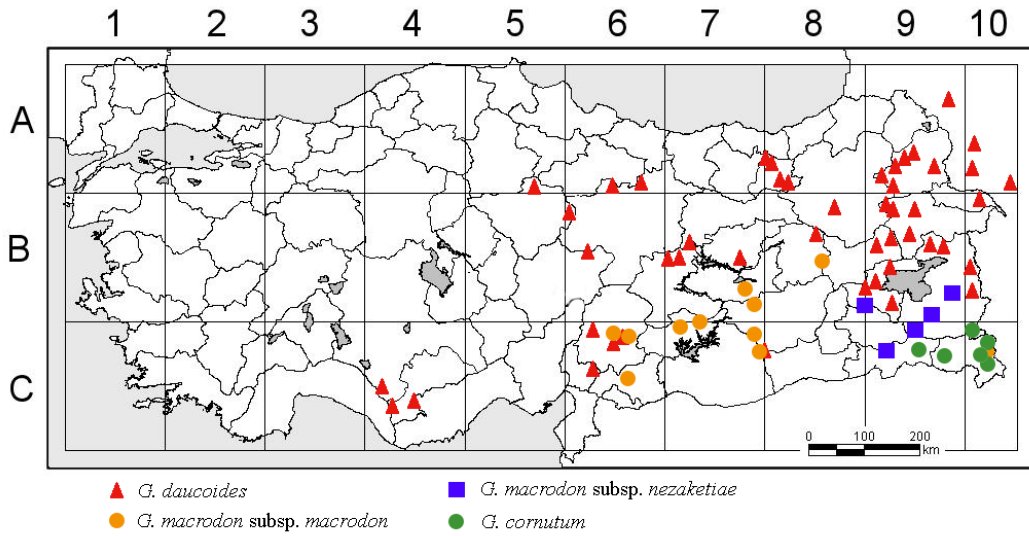 1 2 3 4 5 6 7 8 9 10
A
B
C
0 100 200
km
G. daucoides
G. macrodon subsp. nezaketiae
G. macrodon subsp. macrodon
G. cornutum